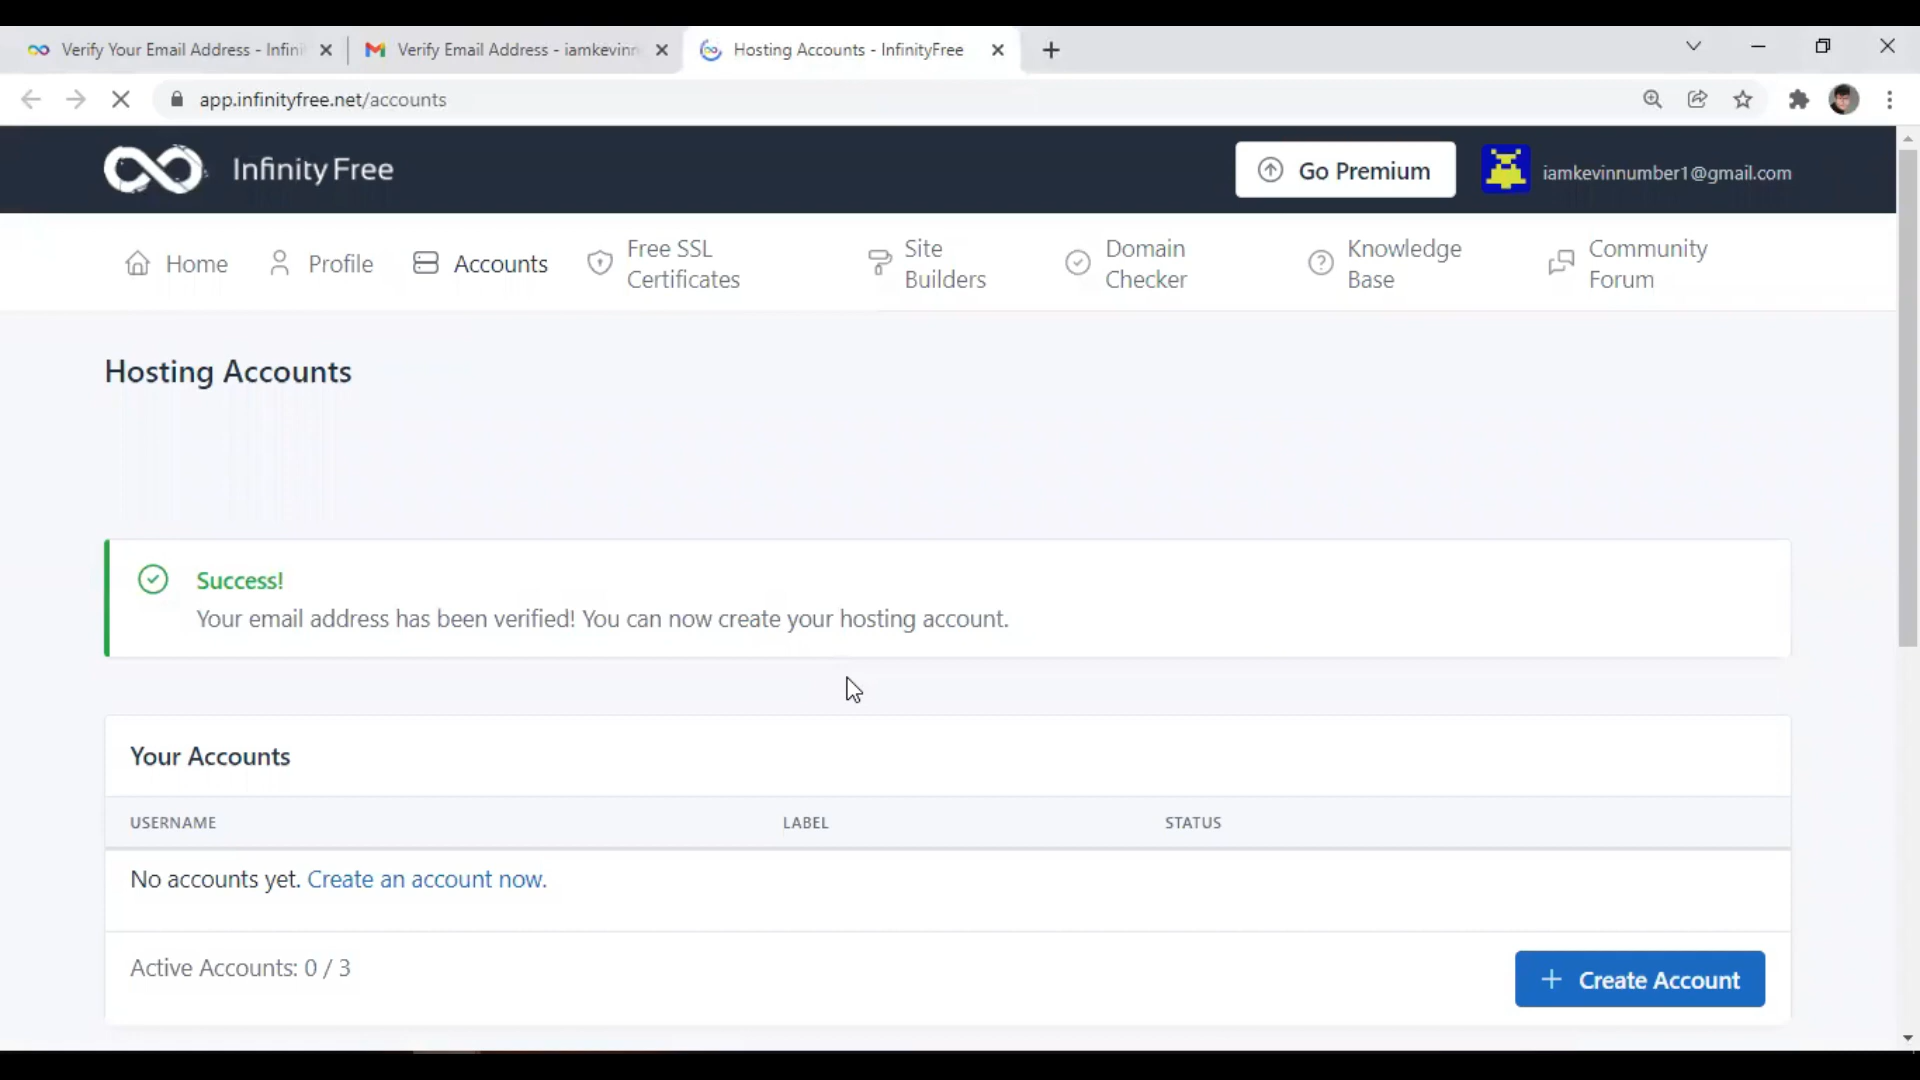 Verify Your Email Address - Infini
Verify Email Address - iamkevinn
Hosting Accounts - InfinityFree
app.infinityfree.net/accounts
Infinity Free
Go Premium
iamkevinnumber1@gmail.com
Home
Profile
Accounts
Free SSL
Certificates
Site
Builders
Domain
Checker
Knowledge
Base
Community
Forum
Hosting Accounts
Success!
Your email address has been verified! You can now create your hosting account.
Your Accounts
USERNAME LABEL STATUS
No accounts yet. Create an account now.
Active Accounts: 0 / 3
Create Account